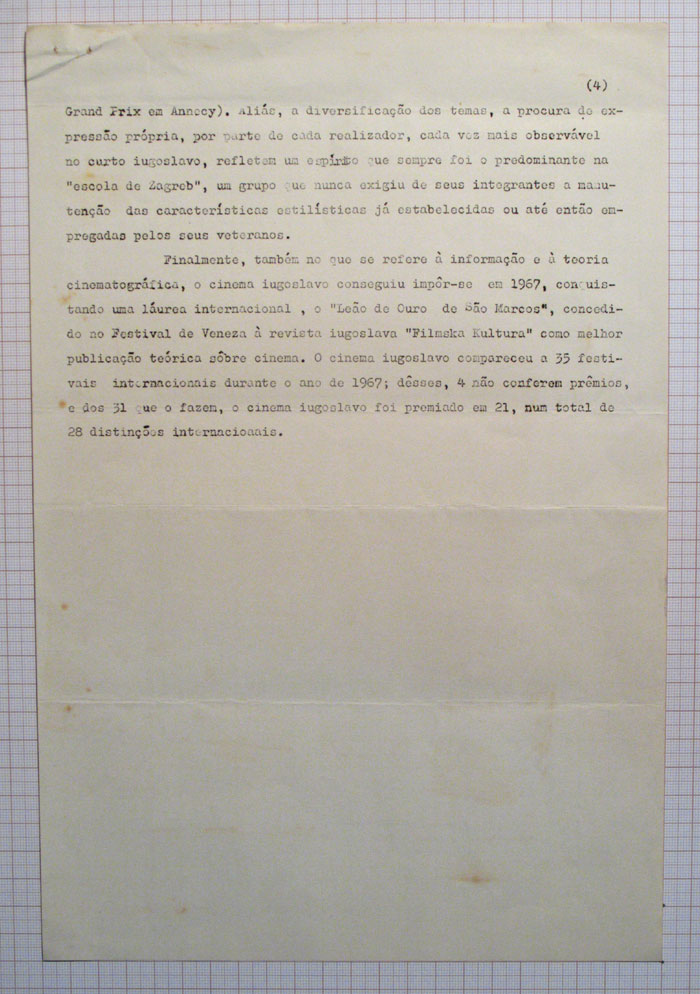 (4)
Grand Prix em Annecy). Aliás, a diversificação dos temas, a procura de ex-
pressão própria, por parte de cada realizador, cada vez mais observável
no curto iugoslavo, refletem um espírito que sempre foi o predominante na
"escola de Zagreb", um grupo que nunca exigiu de seus integrantes a manu-
tenção das características estilísticas já estabelecidas ou até então em-
pregadas pelos seus veteranos.
Finalmente, também no que se refere à informação e à teoria
cinematográfica, o cinema iugoslavo conseguiu impôr-se em 1967, conquis-
tando uma láurea internacional , o "Leão de Ouro de São Marcos", concedi-
do no Festival de Veneza à revista iugoslava "Filmska Kultura" como melhor
publicação teórica sôbre cinema. O cinema iugoslavo compareceu a 35 festi-
vais internacionais durante o ano de 1967; dêsses, 4 não conferem prêmios,
e dos 31 que o fazem, o cinema iugoslavo foi premiado em 21, num total de
28 distinções internacionais.